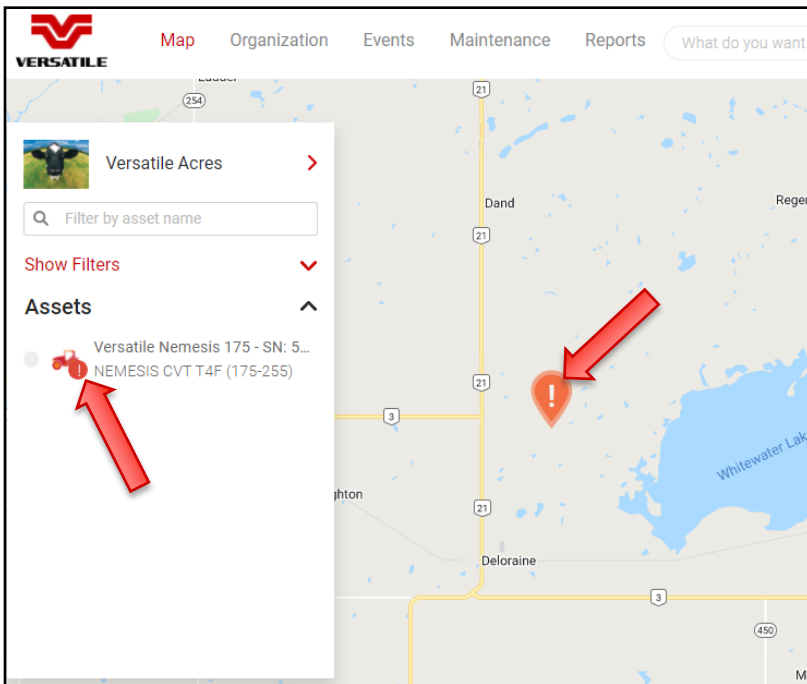 VERSATILE
Map
Organization
Events
Maintenance
Reports
What do you want
254
21
Versatile Acres
Filter by asset name
Dand
21
Show Filters
Assets
Versatile Nemesis 175 - SN: 5...
NEMESIS CVT T4F (175-255)
21
3
Whitewater Lak
21
Deloraine
3
450